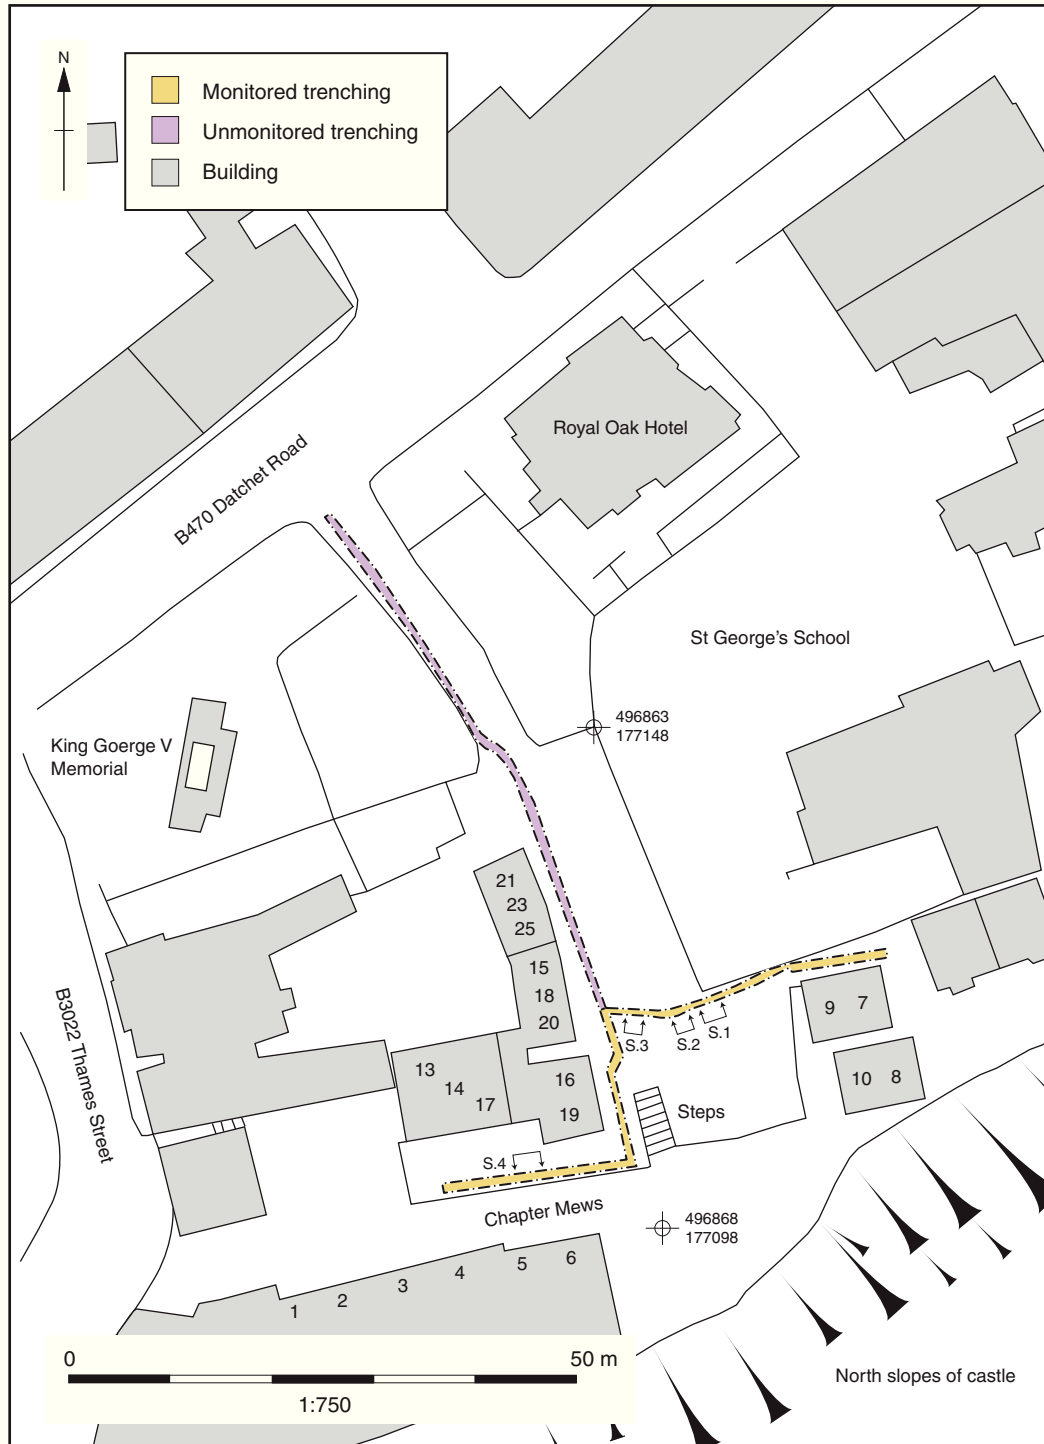 N
Monitored trenching
Unmonitored trenching
Building
Royal Oak Hotel
B470 Datchet Road
St George's School
496863
177148
King Goerge V
Memorial
21
23
25
15
18
20
9 7
S.1
S.2
S.3
13
14
17
16
19
10 8
Steps
B3022 Thames Street
S.4
Chapter Mews
496868
177098
1
2
3
4
5
6
0 50 m
1:750
North slopes of castle